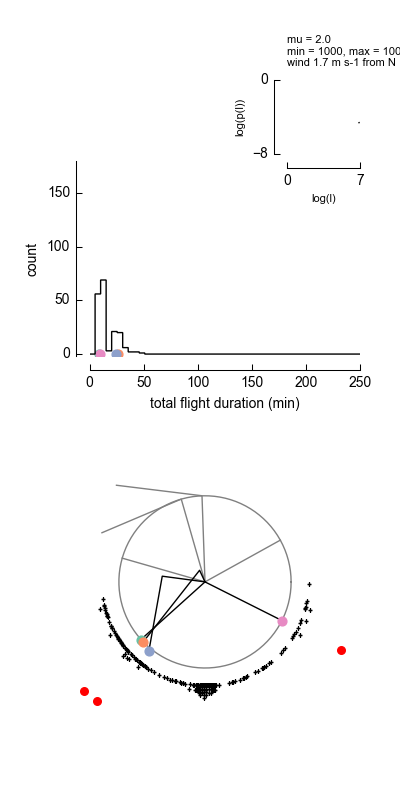 mu = 2.0
min = 1000, max = 100
wind 1.7 m s-1 from N
0
log(p(l))
−8
0 7
log(l)
150
100
50
0
count
0 50 100 150 200 250
total flight duration (min)